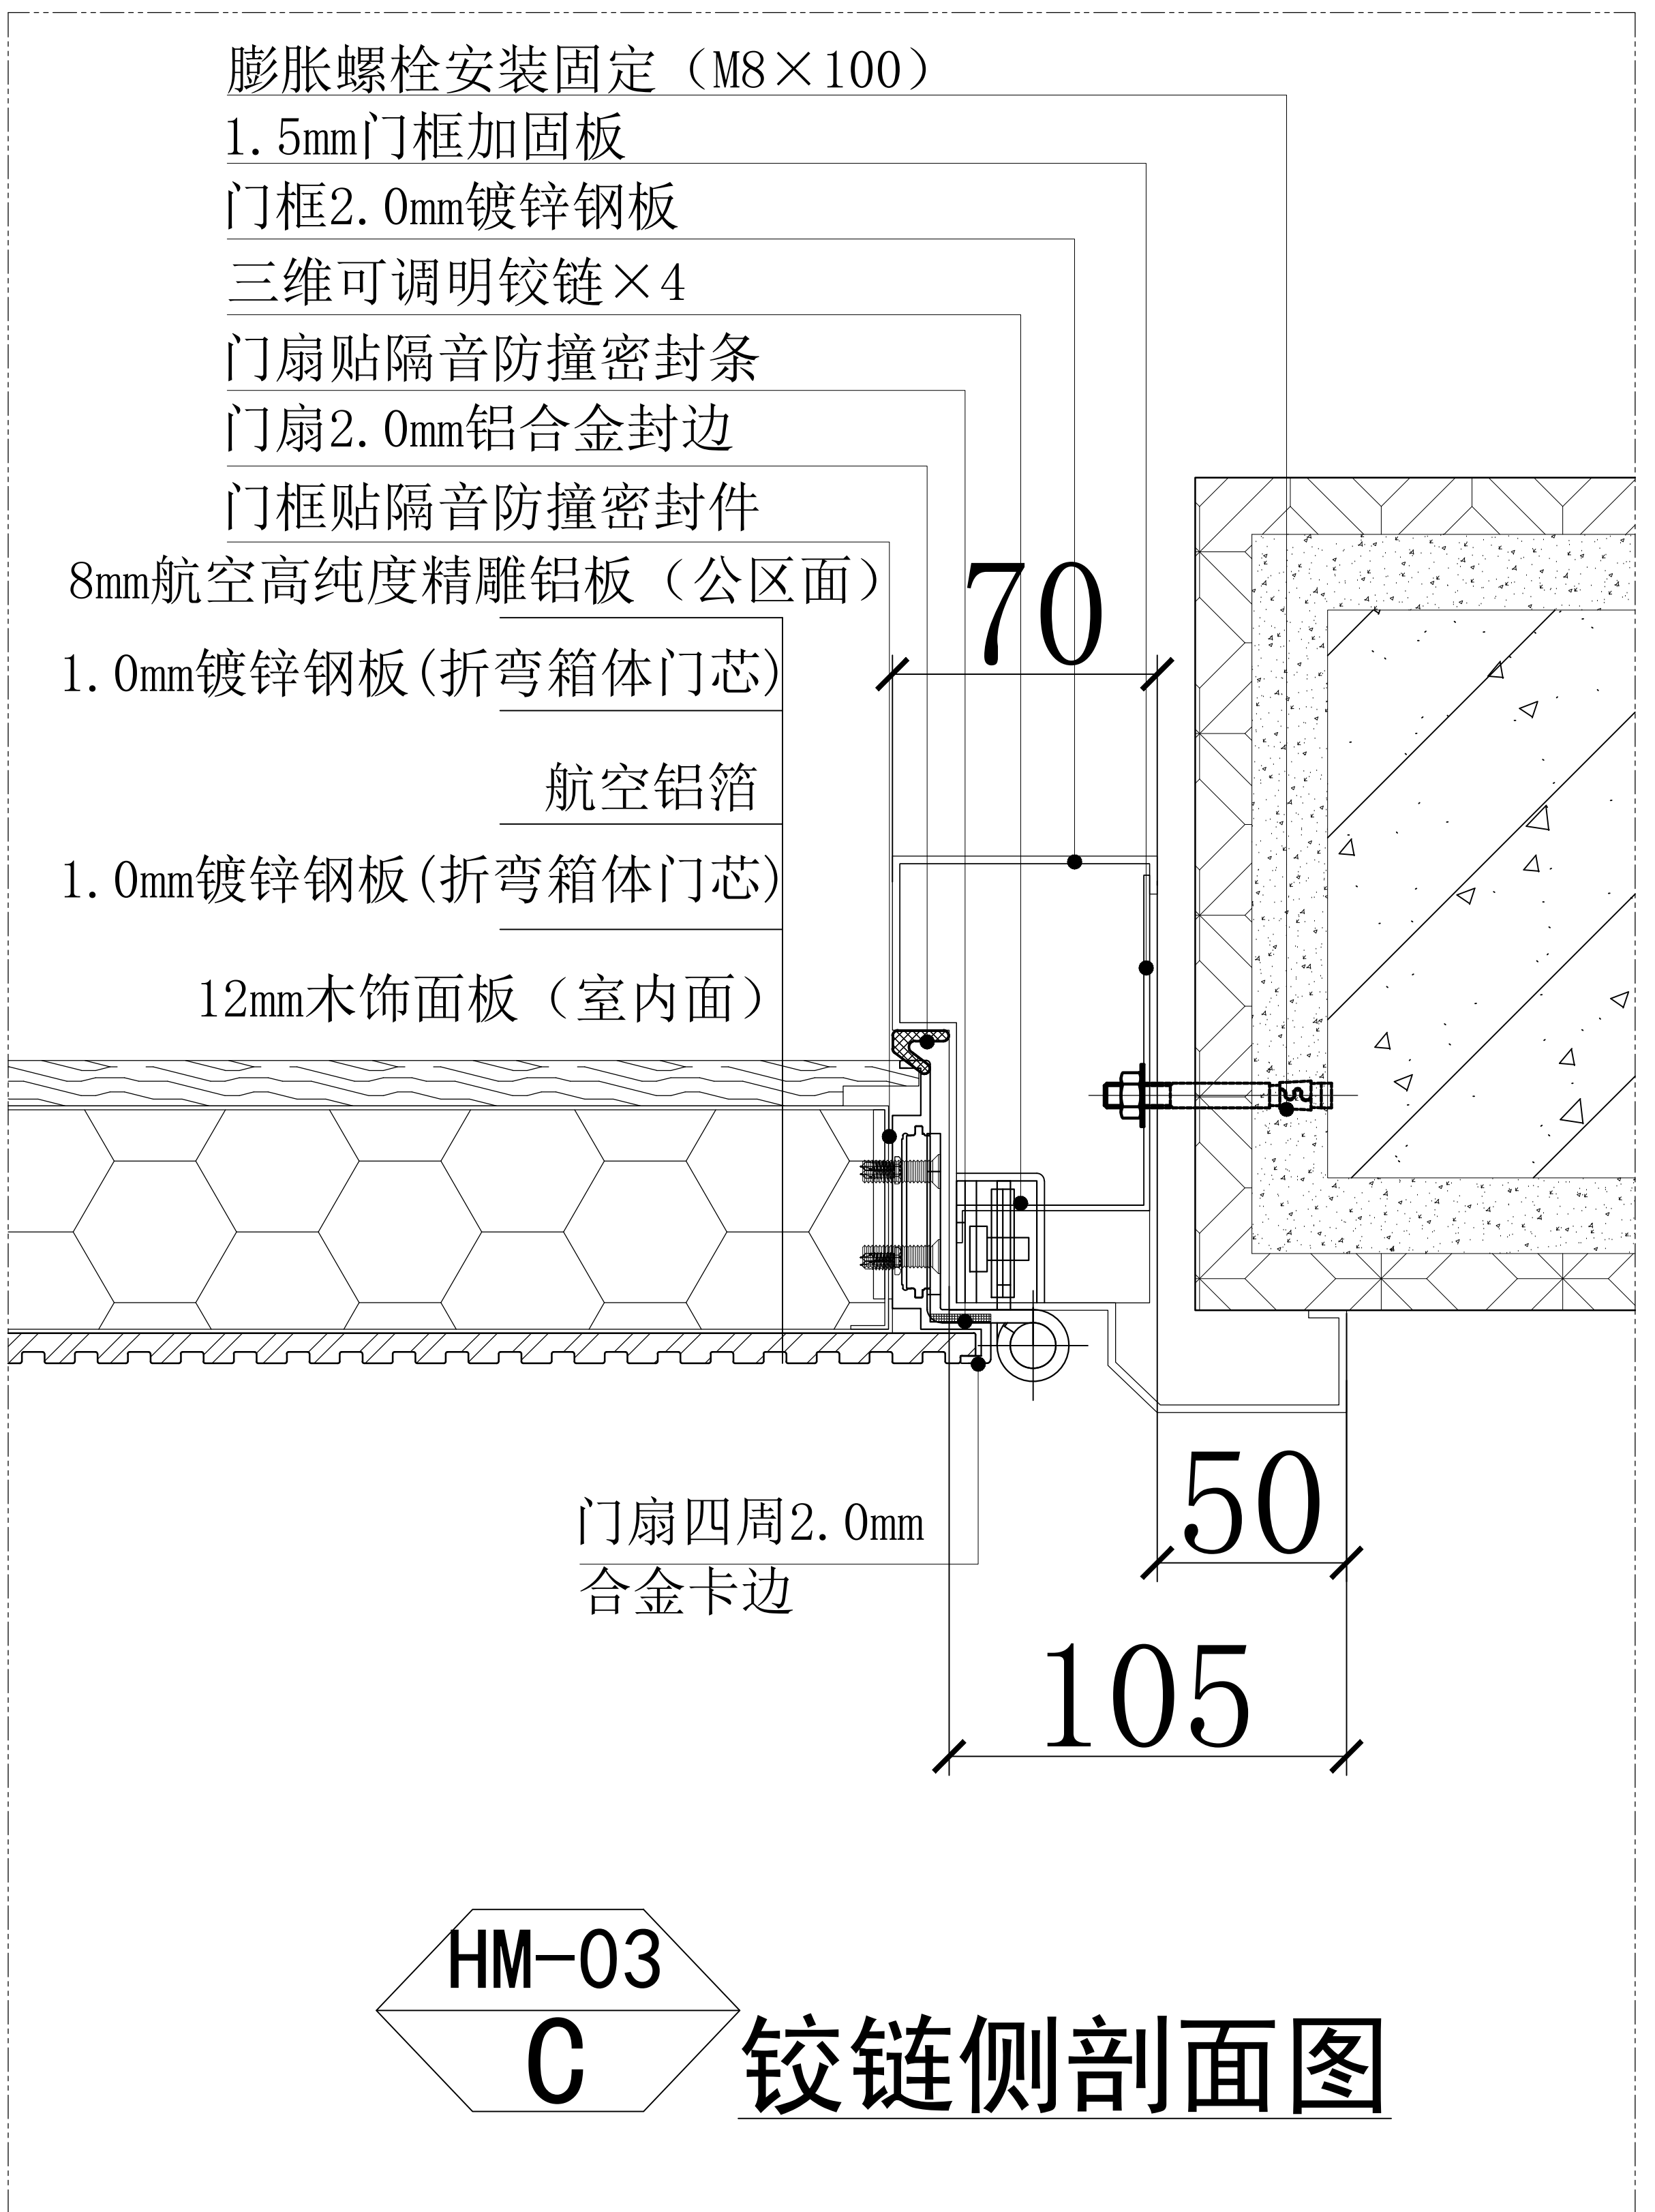 膨胀螺栓安装固定（M8×100）
1.5mm门框加固板
门框2.0mm镀锌钢板
三维可调明铰链×4
门扇贴隔音防撞密封条
门扇2.0mm铝合金封边
门框贴隔音防撞密封件
8mm航空高纯度精雕铝板（公区面）
70
1.0mm镀锌钢板(折弯箱体门芯)
航空铝箔
1.0mm镀锌钢板(折弯箱体门芯)
12mm木饰面板（室内面）
50
门扇四周2.0mm
合金卡边
105
HM-03
C
铰链侧剖面图